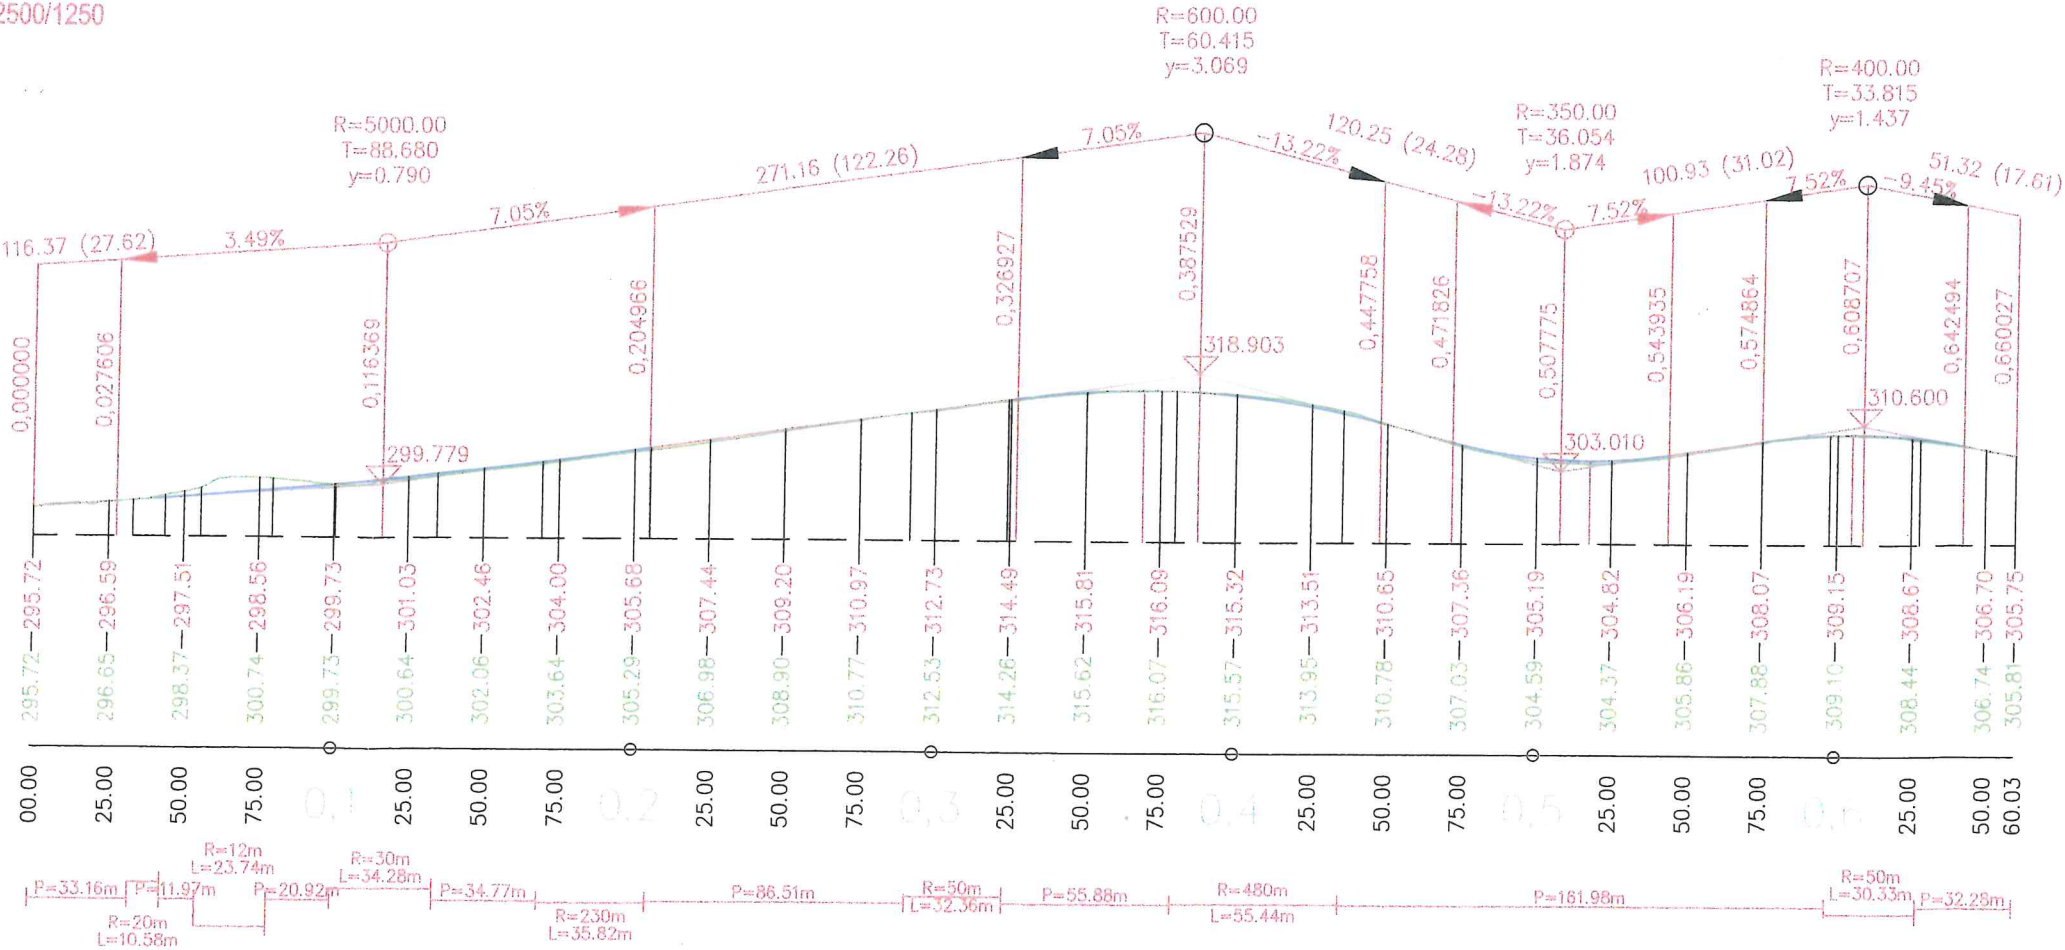 2500/1250
R=600.00
T=60.415
y=3.069
R=400.00
T=33.815
y=1.437
R=350.00
T=36.054
y=1.874
R=5000.00
T=88.680
y=0.790
116.37 (27.62)
3.49%
7.05%
271.16 (122.26)
7.05%
-13.22%
120.25 (24.28)
-13.22%
7.52%
100.93 (31.02)
7.52%
-9.45%
51.32 (17.61)
0,000000
0,027606
0,116369
0,204966
0,326927
0,387529
0,447758
0,471826
0,507775
0,543935
0,574864
0,608707
0,642494
0,660027
299.779
318.903
303.010
310.600
295.72—295.72
296.65—296.59
298.37—297.51
300.74—298.56
299.73—299.73
300.64—301.03
302.06—302.46
303.64—304.00
305.29—305.68
306.98—307.44
308.90—309.20
310.77—310.97
312.53—312.73
314.26—314.49
315.62—315.81
316.07—316.09
315.57—315.32
313.95—313.51
310.78—310.65
307.03—307.36
304.59—305.19
304.37—304.82
305.86—306.19
307.88—308.07
309.10—309.15
308.44—308.67
306.74—306.70
305.81—305.75
00.00
25.00
50.00
75.00
0,1
25.00
50.00
75.00
0,2
25.00
50.00
75.00
0,3
25.00
50.00
75.00
0,4
25.00
50.00
75.00
0,5
25.00
50.00
75.00
0,6
25.00
50.00
60.03
P=33.16m
R=20m
L=10.58m
P=11.97m
R=12m
L=23.74m
P=20.92m
R=30m
L=34.28m
P=34.77m
R=230m
L=35.82m
P=86.51m
R=50m
L=32.36m
P=55.88m
R=480m
L=55.44m
P=161.98m
R=50m
L=30.33m
P=32.28m